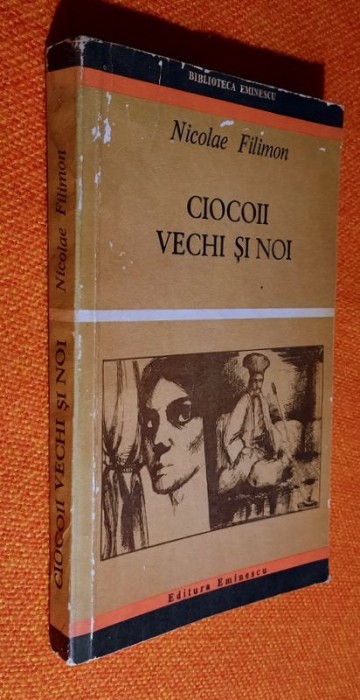 BIBLIOTECA EMINESCU
Nicolae Filimon
CIOCOII
VECHI ȘI NOI
Editura Eminescu
CIOCOII VECHI ȘI NOI
Nicolae Filimon